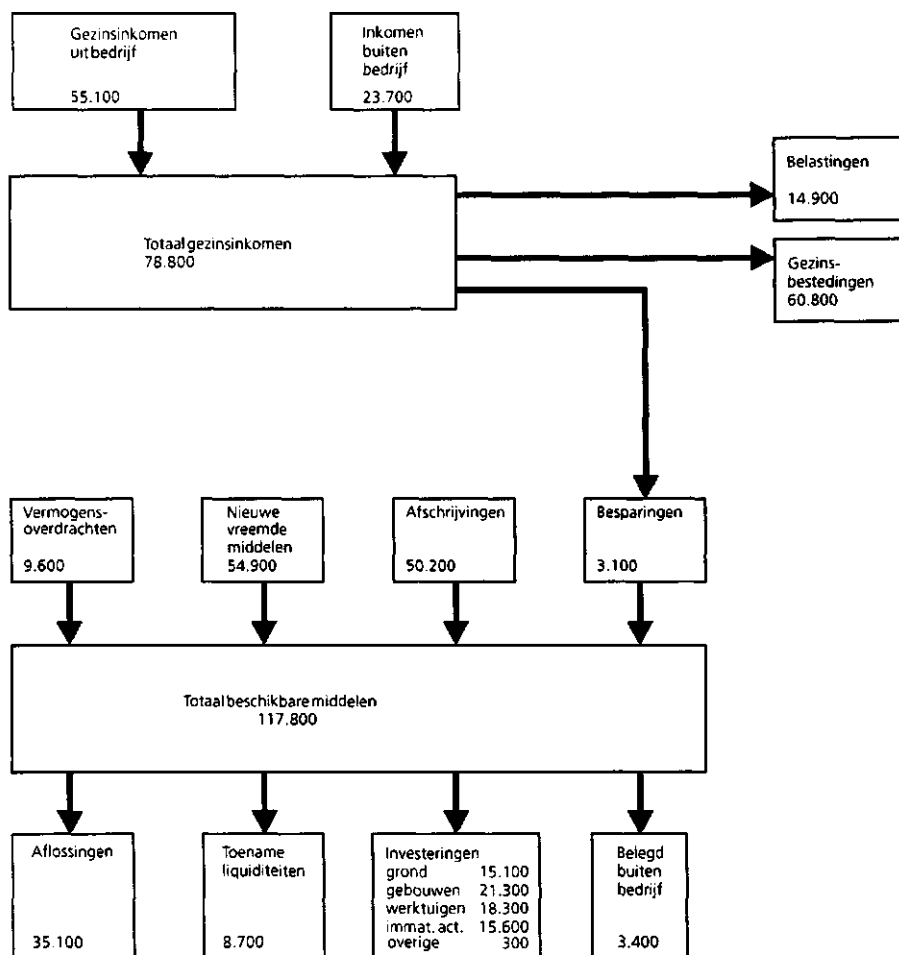 Gezinsinkomen
uit bedrijf
55.100
Inkomen
buiten
bedrijf
23.700
Belastingen
14.900
Totaal gezinsinkomen
78.800
Gezins-
bestedingen
60.800
Vermogens-
overdrachten
9.600
Nieuwe
vreemde
middelen
54.900
Afschrijvingen
50.200
Besparingen
3.100
Totaal beschikbare middelen
117.800
Aflossingen
35.100
Toename
liquiditeiten
8.700
Investeringen
grond 15.100
gebouwen 21.300
werktuigen 18.300
immat. act. 15.600
overige 300
Belegd
buiten
bedrijf
3.400